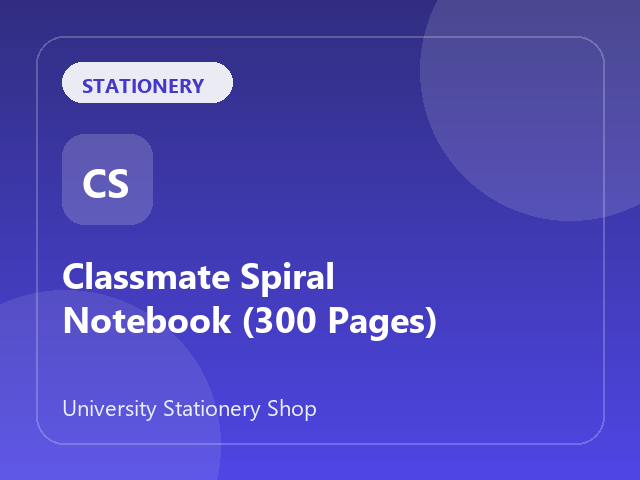 STATIONERY
CS
Classmate Spiral
Notebook (300 Pages)
University Stationery Shop